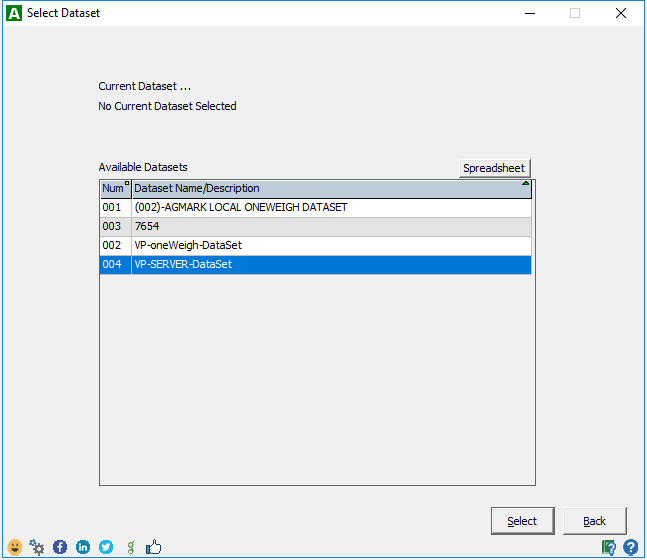 A Select Dataset
Current Dataset ...
No Current Dataset Selected
Available Datasets
Spreadsheet
Num Dataset Name/Description
001 (002)-AGMARK LOCAL ONEWEIGH DATASET
003 7654
002 VP-oneWeigh-DataSet
004 VP-SERVER-DataSet
Select
Back